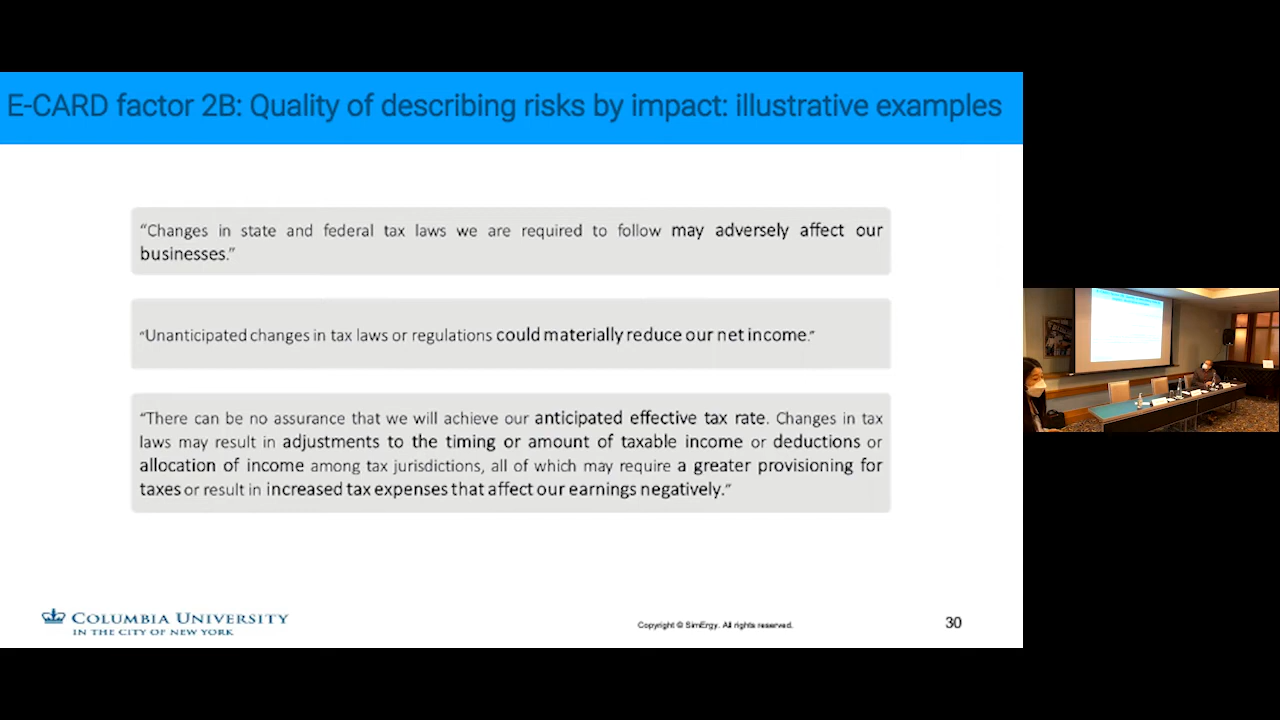 E-CARD factor 2B: Quality of describing risks by impact: illustrative examples
“Changes in state and federal tax laws we are required to follow may adversely affect our
businesses.”
“Unanticipated changes in tax laws or regulations could materially reduce our net income.”
“There can be no assurance that we will achieve our anticipated effective tax rate. Changes in tax
laws may result in adjustments to the timing or amount of taxable income or deductions or
allocation of income among tax jurisdictions, all of which may require a greater provisioning for
taxes or result in increased tax expenses that affect our earnings negatively.”
COLUMBIA UNIVERSITY
IN THE CITY OF NEW YORK
Copyright © SimErgy. All rights reserved.
30